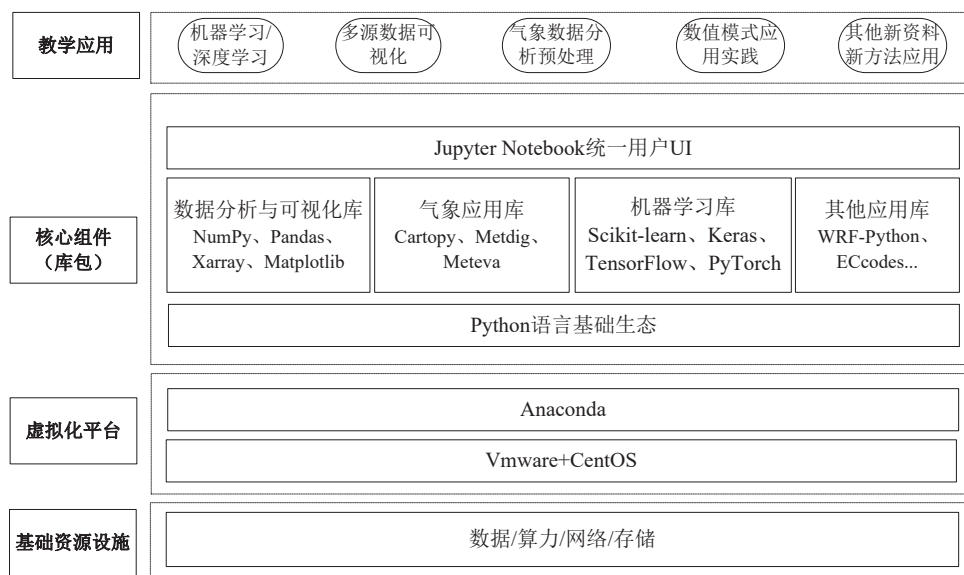 教学应用
机器学习/
深度学习
多源数据可
视化
气象数据分
析预处理
数值模式应
用实践
其他新资料
新方法应用
核心组件
（库包）
Jupyter Notebook统一用户UI
数据分析与可视化库
NumPy、Pandas、
Xarray、Matplotlib
气象应用库
Cartopy、Metdig、
Meteva
机器学习库
Scikit-learn、Keras、
TensorFlow、PyTorch
其他应用库
WRF-Python、
ECcodes...
Python语言基础生态
虚拟化平台
Anaconda
Vmware+CentOS
基础资源设施
数据/算力/网络/存储